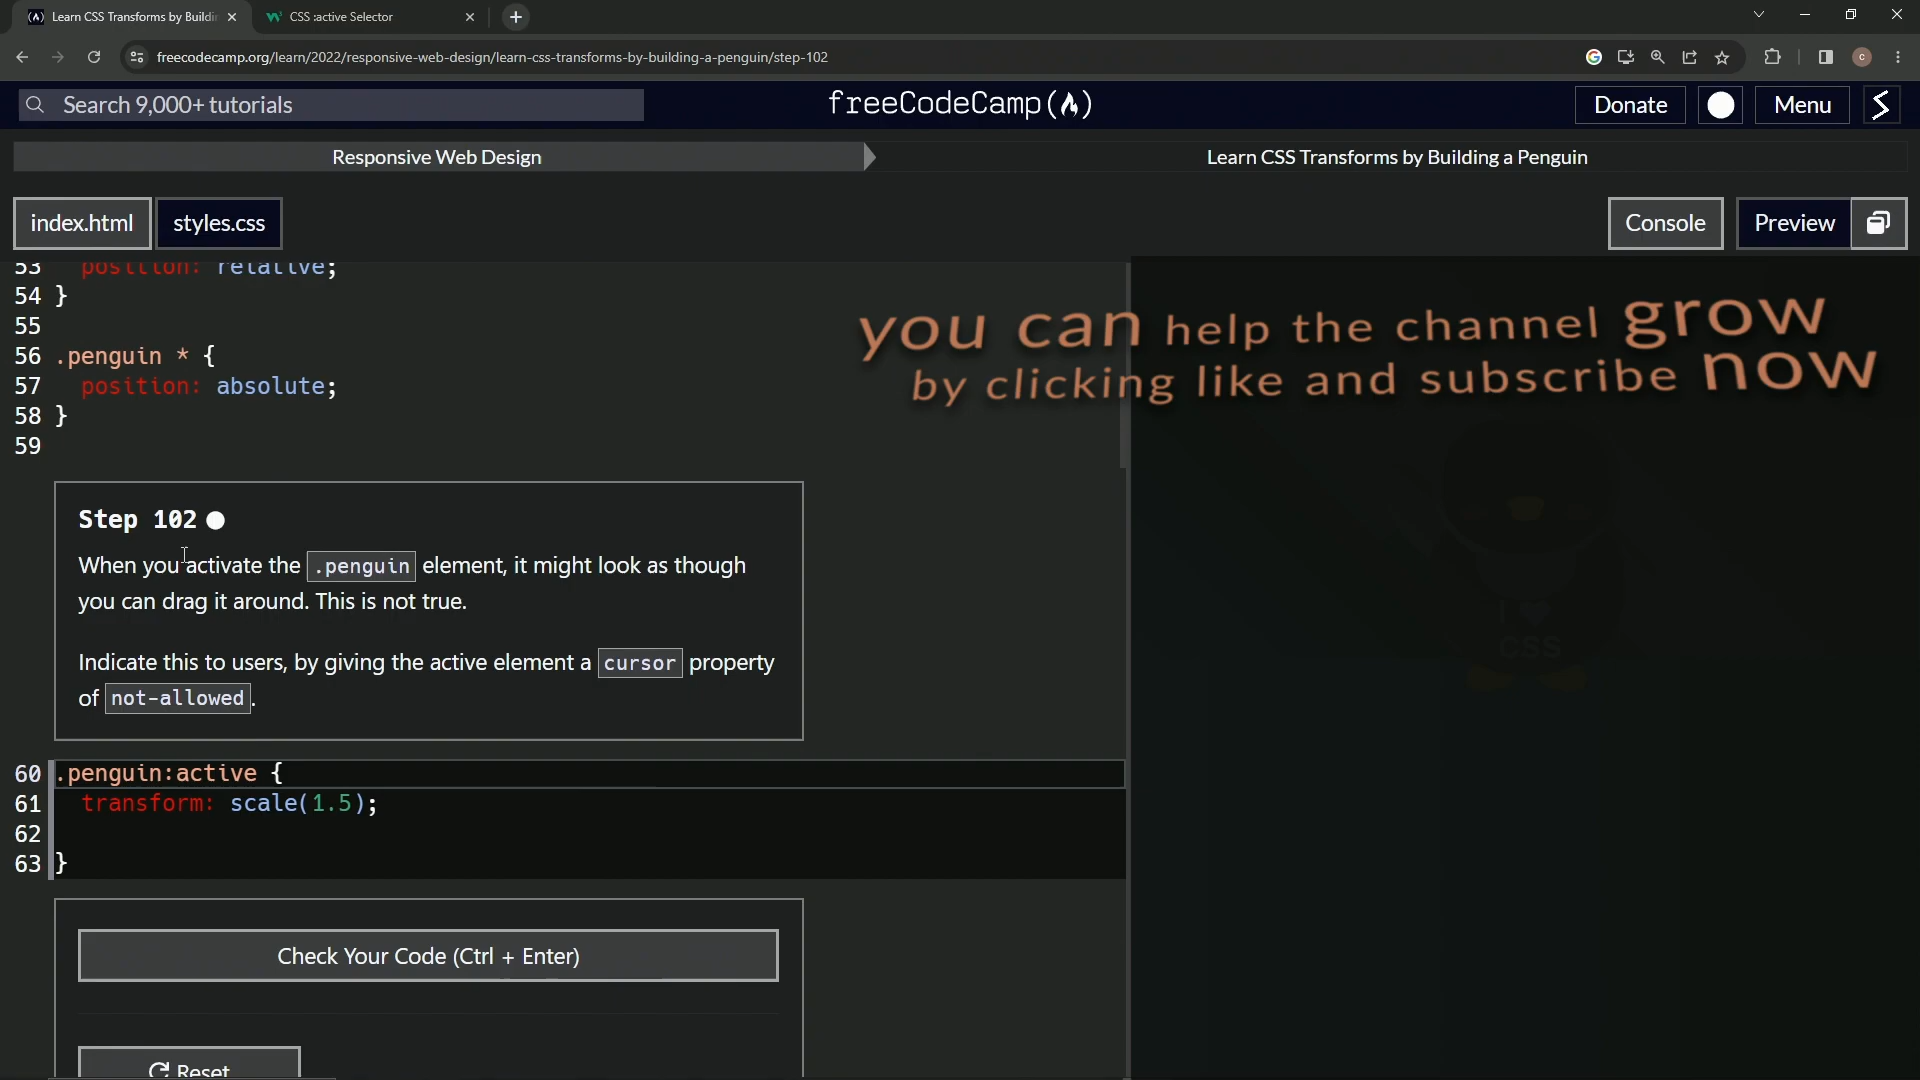 Learn CSS Transforms by Buildi
CSS :active Selector
freecodecamp.org/learn/2022/responsive-web-design/learn-css-transforms-by-building-a-penguin/step-102
Search 9,000+ tutorials
freeCodeCamp(🔥)
Donate
Menu
Responsive Web Design
Learn CSS Transforms by Building a Penguin
index.html
styles.css
Console
Preview
53 position: relative;
54 }
55
56 .penguin * {
57 position: absolute;
58 }
59
you can help the channel grow
by clicking like and subscribe now
Step 102
When you activate the .penguin element, it might look as though
you can drag it around. This is not true.
Indicate this to users, by giving the active element a cursor property
of not-allowed.
I
CSS
60 .penguin:active {
61 transform: scale(1.5);
62
63 }
Check Your Code (Ctrl + Enter)
Reset